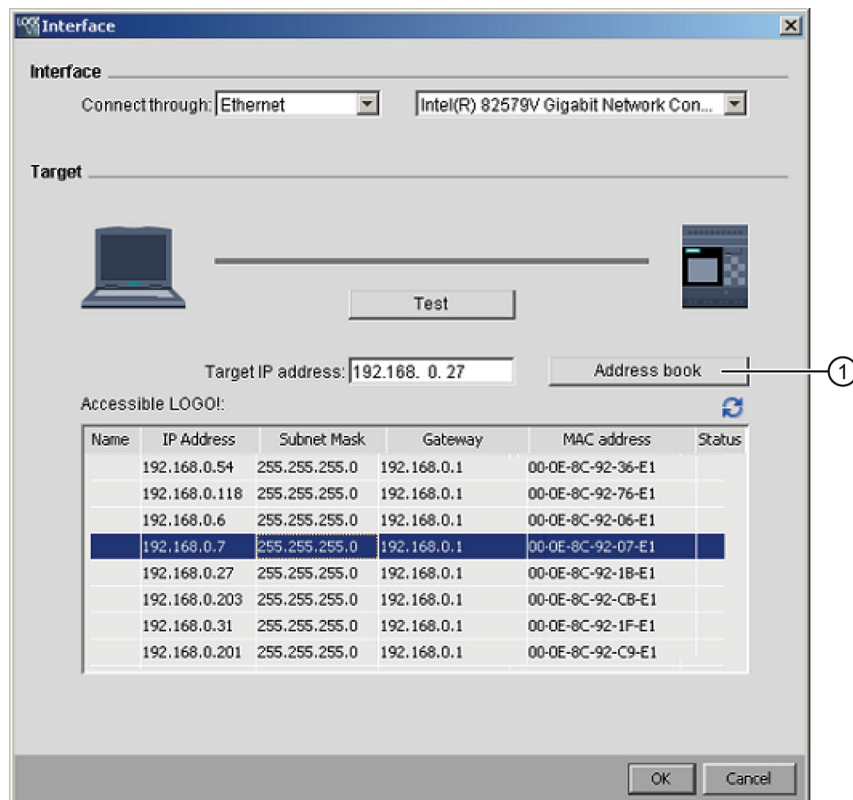 LOGO! Interface
Interface
Connect through: Ethernet Intel(R) 82579V Gigabit Network Con...
Target
Test
Target IP address: 192.168. 0. 27 Address book 1
Accessible LOGO!:
Name IP Address Subnet Mask Gateway MAC address Status
192.168.0.54 255.255.255.0 192.168.0.1 00-0E-8C-92-36-E1
192.168.0.118 255.255.255.0 192.168.0.1 00-0E-8C-92-76-E1
192.168.0.6 255.255.255.0 192.168.0.1 00-0E-8C-92-06-E1
192.168.0.7 255.255.255.0 192.168.0.1 00-0E-8C-92-07-E1
192.168.0.27 255.255.255.0 192.168.0.1 00-0E-8C-92-1B-E1
192.168.0.203 255.255.255.0 192.168.0.1 00-0E-8C-92-CB-E1
192.168.0.31 255.255.255.0 192.168.0.1 00-0E-8C-92-1F-E1
192.168.0.201 255.255.255.0 192.168.0.1 00-0E-8C-92-C9-E1
OK Cancel